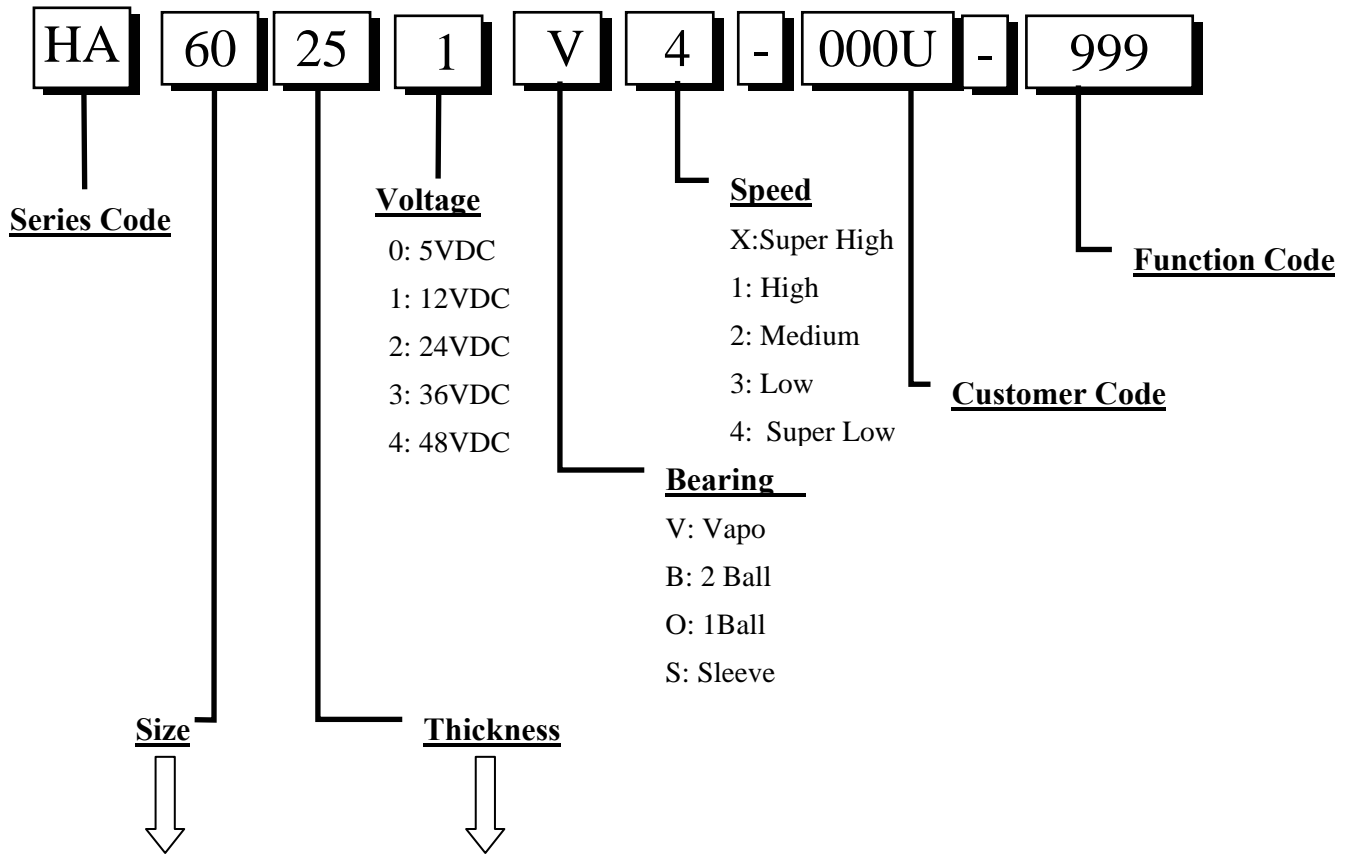 HA 60 25 1 V 4 - 000U - 999
Series Code
Voltage
0: 5VDC
1: 12VDC
2: 24VDC
3: 36VDC
4: 48VDC
Speed
X:Super High
1: High
2: Medium
3: Low
4: Super Low
Function Code
Customer Code
Bearing
V: Vapo
B: 2 Ball
O: 1Ball
S: Sleeve
Size
Thickness